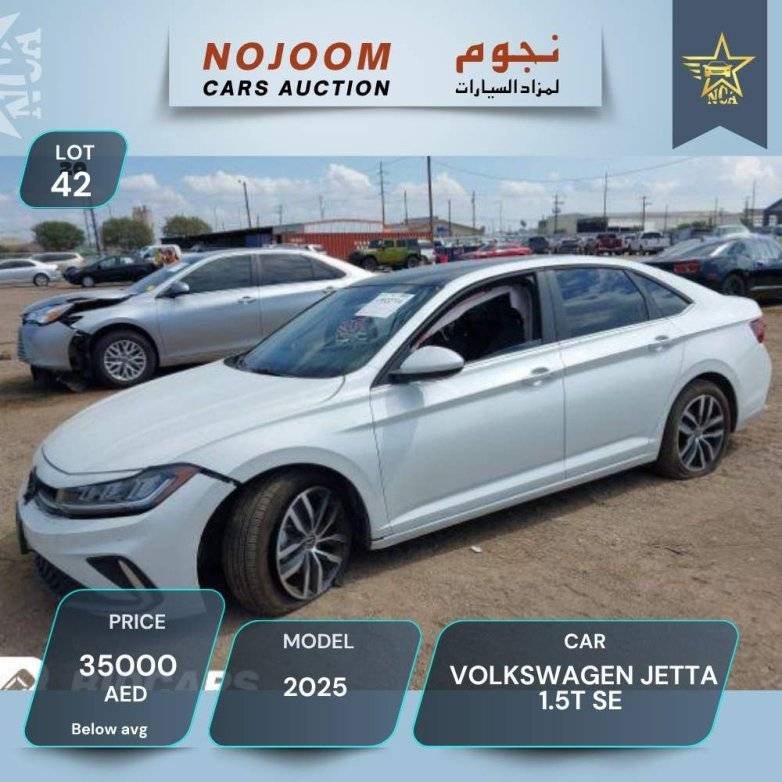 NOJOOM
CARS AUCTION
نجوم
لمزاد السيارات
NCA
NCA
LOT
42
PRICE
35000
AED
Below avg
MODEL
2025
CAR
VOLKSWAGEN JETTA
1.5T SE